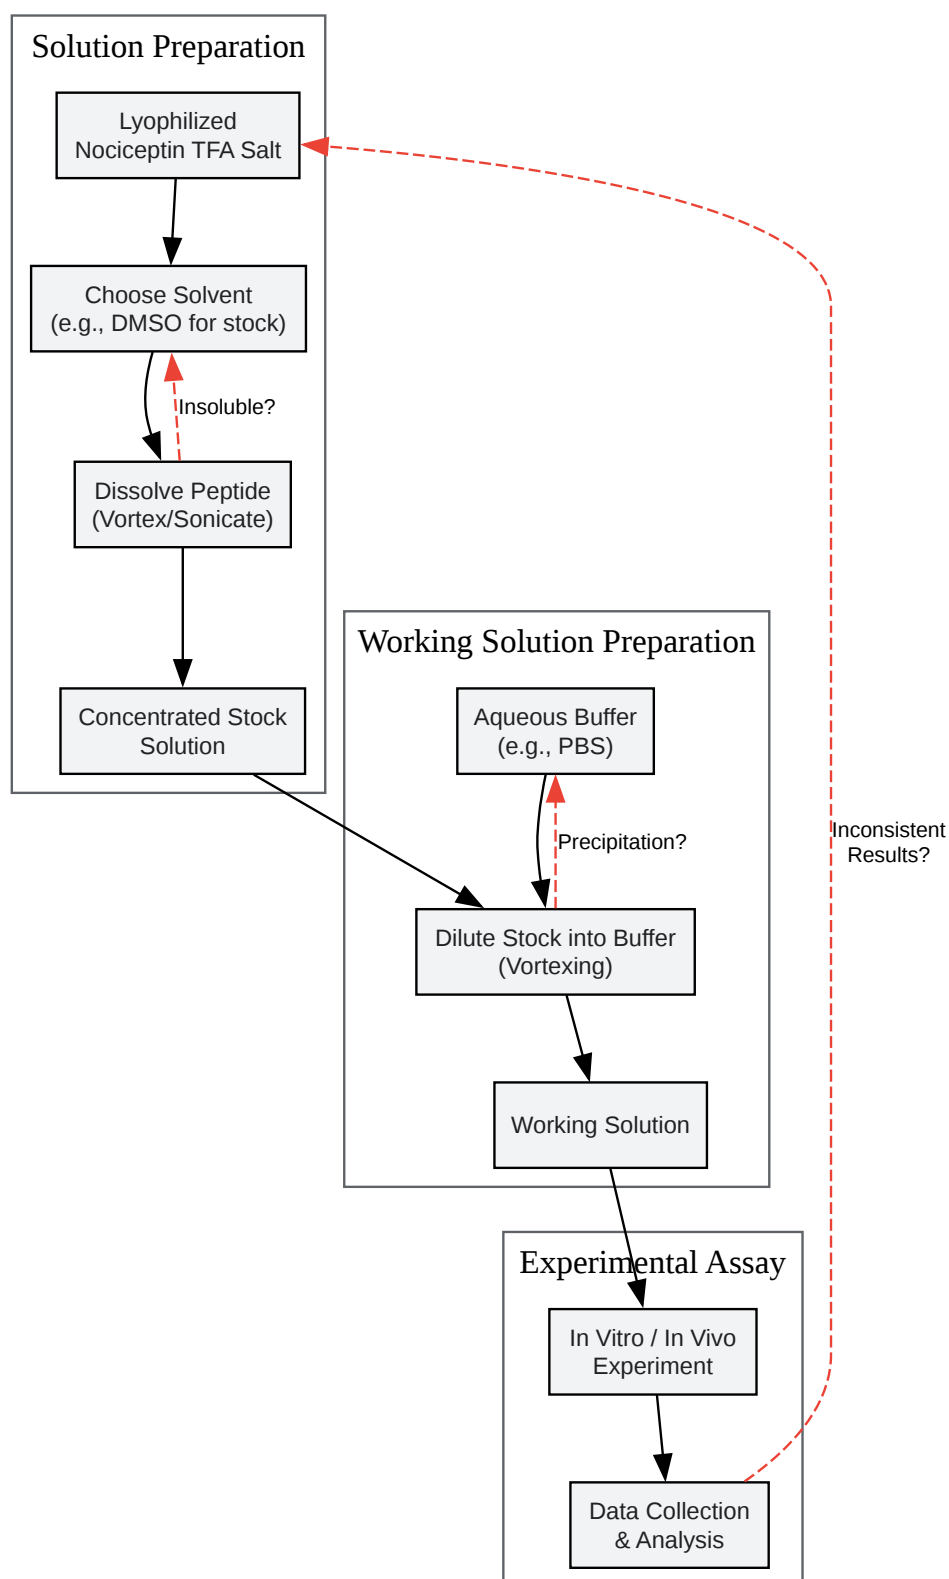 Solution Preparation
Lyophilized
Nociceptin TFA Salt
Choose Solvent
(e.g., DMSO for stock)
Insoluble?
Dissolve Peptide
(Vortex/Sonicate)
Concentrated Stock
Solution
Working Solution Preparation
Aqueous Buffer
(e.g., PBS)
Precipitation?
Inconsistent
Results?
Dilute Stock into Buffer
(Vortexing)
Working Solution
Experimental Assay
In Vitro / In Vivo
Experiment
Data Collection
& Analysis